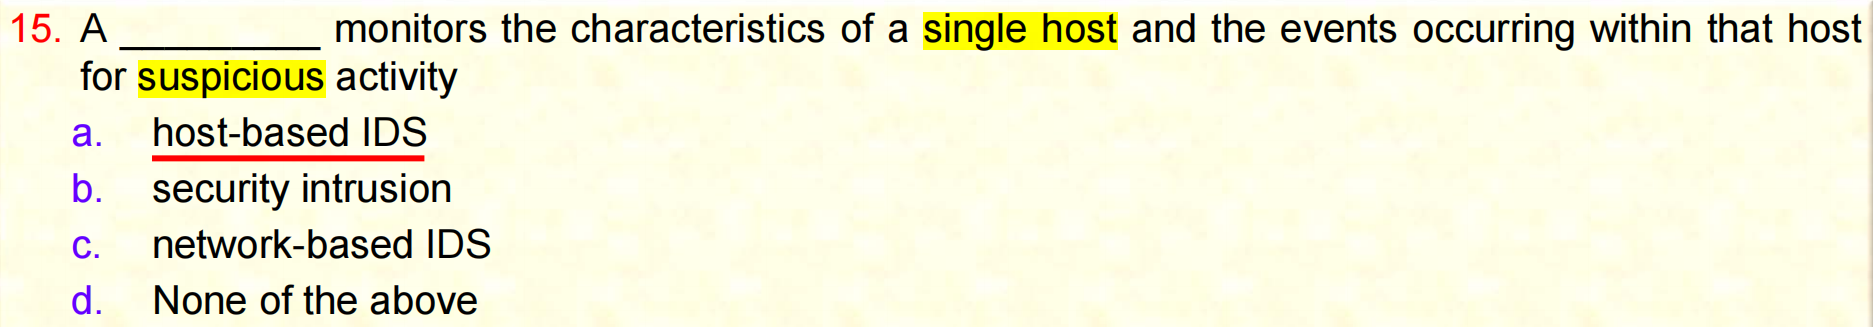 15. A _________ monitors the characteristics of a single host and the events occurring within that host
for suspicious activity
a. host-based IDS
b. security intrusion
c. network-based IDS
d. None of the above